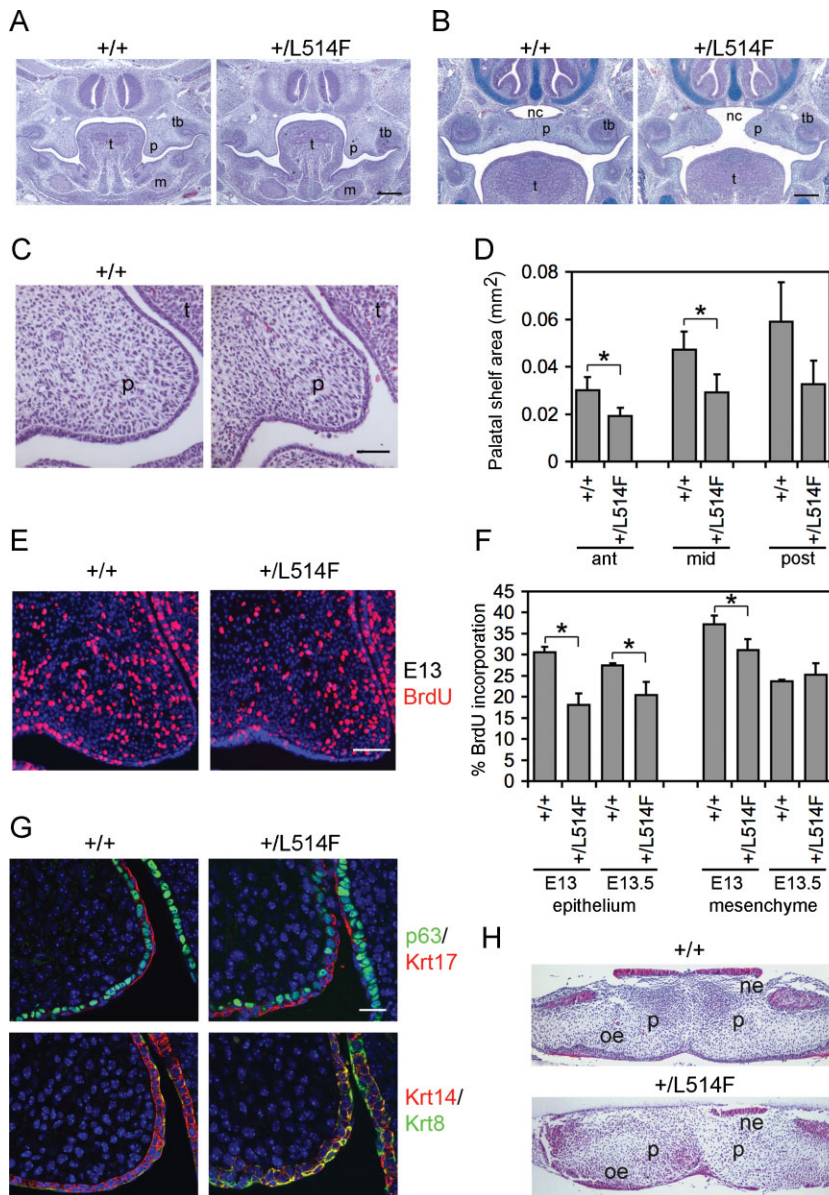 A
+/+
+/L514F
t
p
tb
m
t
p
tb
B
+/+
+/L514F
nc
p
tb
t
nc
p
tb
t
C
+/+
p
t
p
t
D
Palatal shelf area (mm²)
0.08
0.06
0.04
0.02
0
*
*
+/+
+/L514F
+/+
+/L514F
+/+
+/L514F
ant
mid
post
E
+/+
+/L514F
E13
BrdU
F
% BrdU incorporation
45
40
35
30
25
20
15
10
5
0
*
*
*
+/+
+/L514F
+/+
+/L514F
+/+
+/L514F
+/+
+/L514F
E13
E13.5
E13
E13.5
epithelium
mesenchyme
G
+/+
+/L514F
p63/
Krt17
Krt14/
Krt8
H
+/+
ne
p
p
oe
+/L514F
ne
p
p
oe